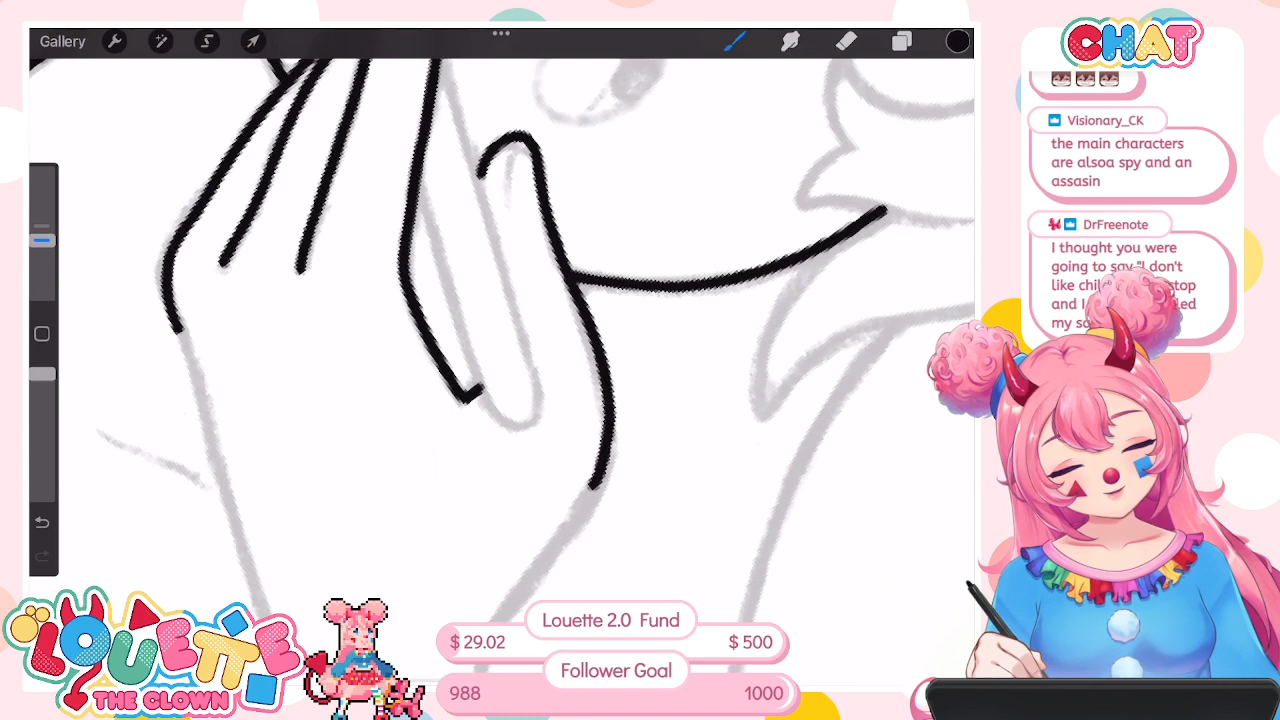 Gallery
CHAT
Visionary_CK
the main characters
are alsoa spy and an
assasin
DrFreenote
I thought you were
going to say "I don't
like
stop
and I
my
LOUETTE
THE CLOWN
Louette 2.0 Fund
$ 29.02
$ 500
Follower Goal
988
1000